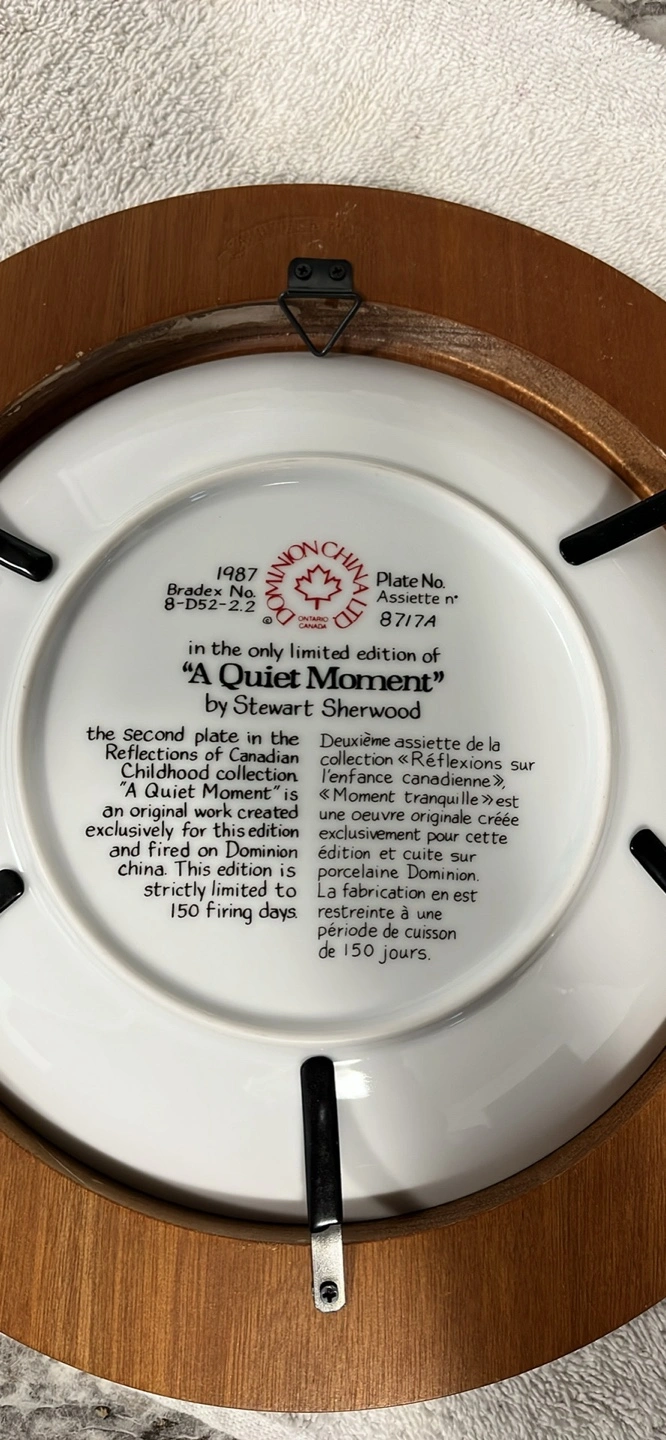 DOMINION CHINA LTD
ONTARIO
CANADA
©
1987
Bradex No.
8-D52-2.2
Plate No.
Assiette n°
8717A
in the only limited edition of
“A Quiet Moment”
by Stewart Sherwood
the second plate in the
Reflections of Canadian
Childhood collection.
"A Quiet Moment" is
an original work created
exclusively for this edition
and fired on Dominion
china. This edition is
strictly limited to
150 firing days.
Deuxième assiette de la
collection «Réflexions sur
l'enfance canadienne»,
«Moment tranquille» est
une oeuvre originale créée
exclusivement pour cette
édition et cuite sur
porcelaine Dominion.
La fabrication en est
restreinte à une
période de cuisson
de 150 jours.